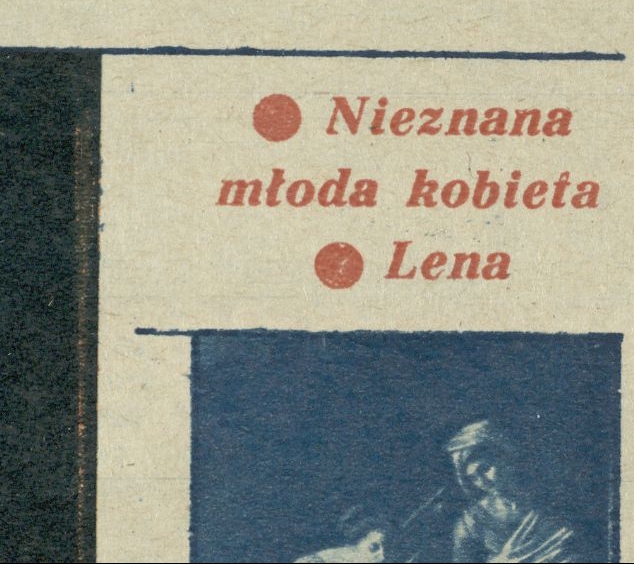 ● Nieznana
młoda kobieta
● Lena